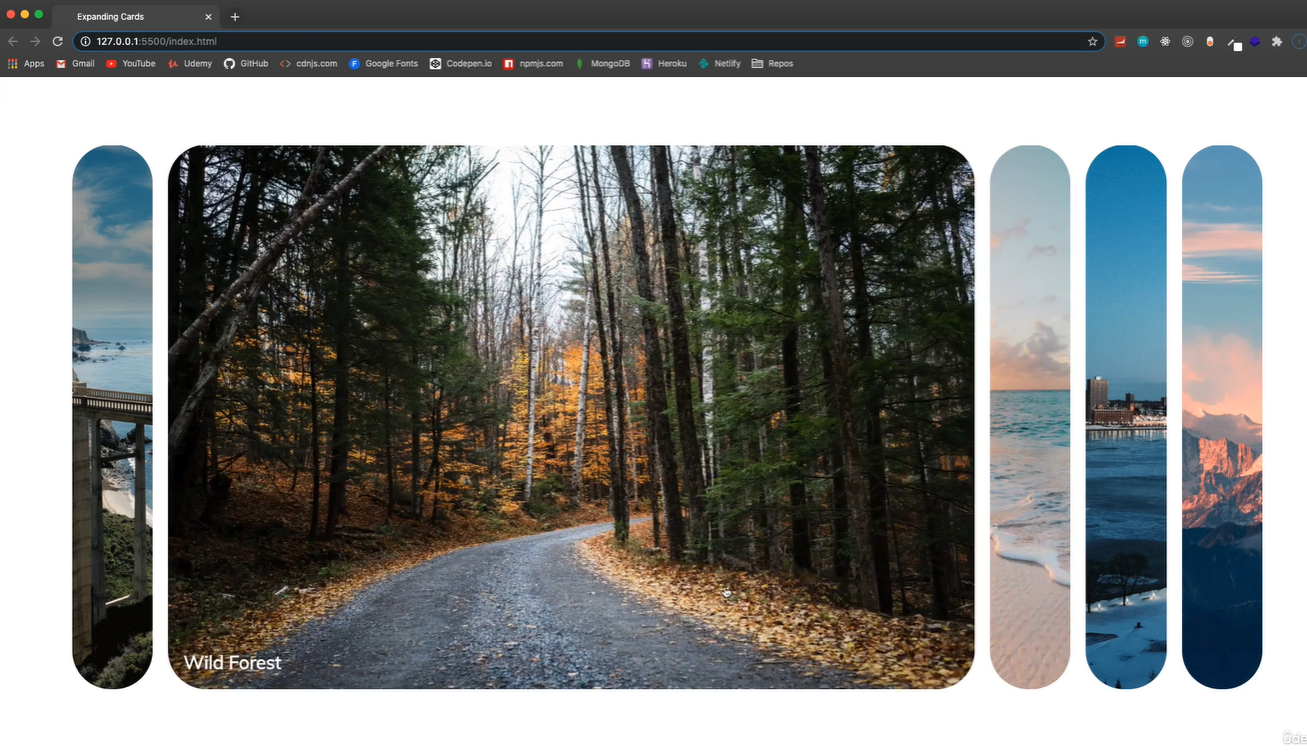 Expanding Cards
127.0.0.1:5500/index.html
Apps Gmail YouTube Udemy GitHub cdnjs.com Google Fonts Codepen.io npmjs.com MongoDB Heroku Netlify Repos
Wild Forest
ûde